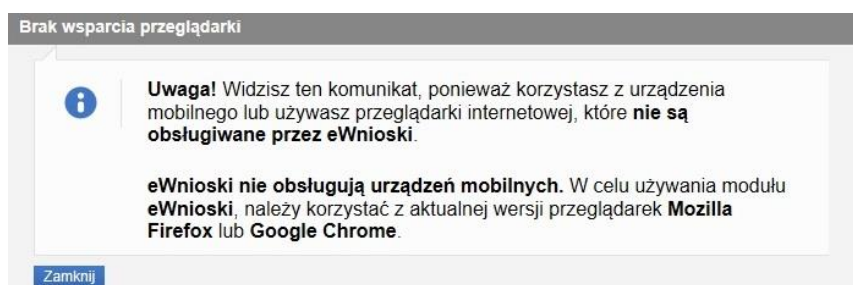 Brak wsparcia przeglądarki
Uwaga! Widzisz ten komunikat, ponieważ korzystasz z urządzenia
mobilnego lub używasz przeglądarki internetowej, które nie są
obsługiwane przez eWnioski.
eWnioski nie obsługują urządzeń mobilnych. W celu używania modułu
eWnioski, należy korzystać z aktualnej wersji przeglądarek Mozilla
Firefox lub Google Chrome.
Zamknij